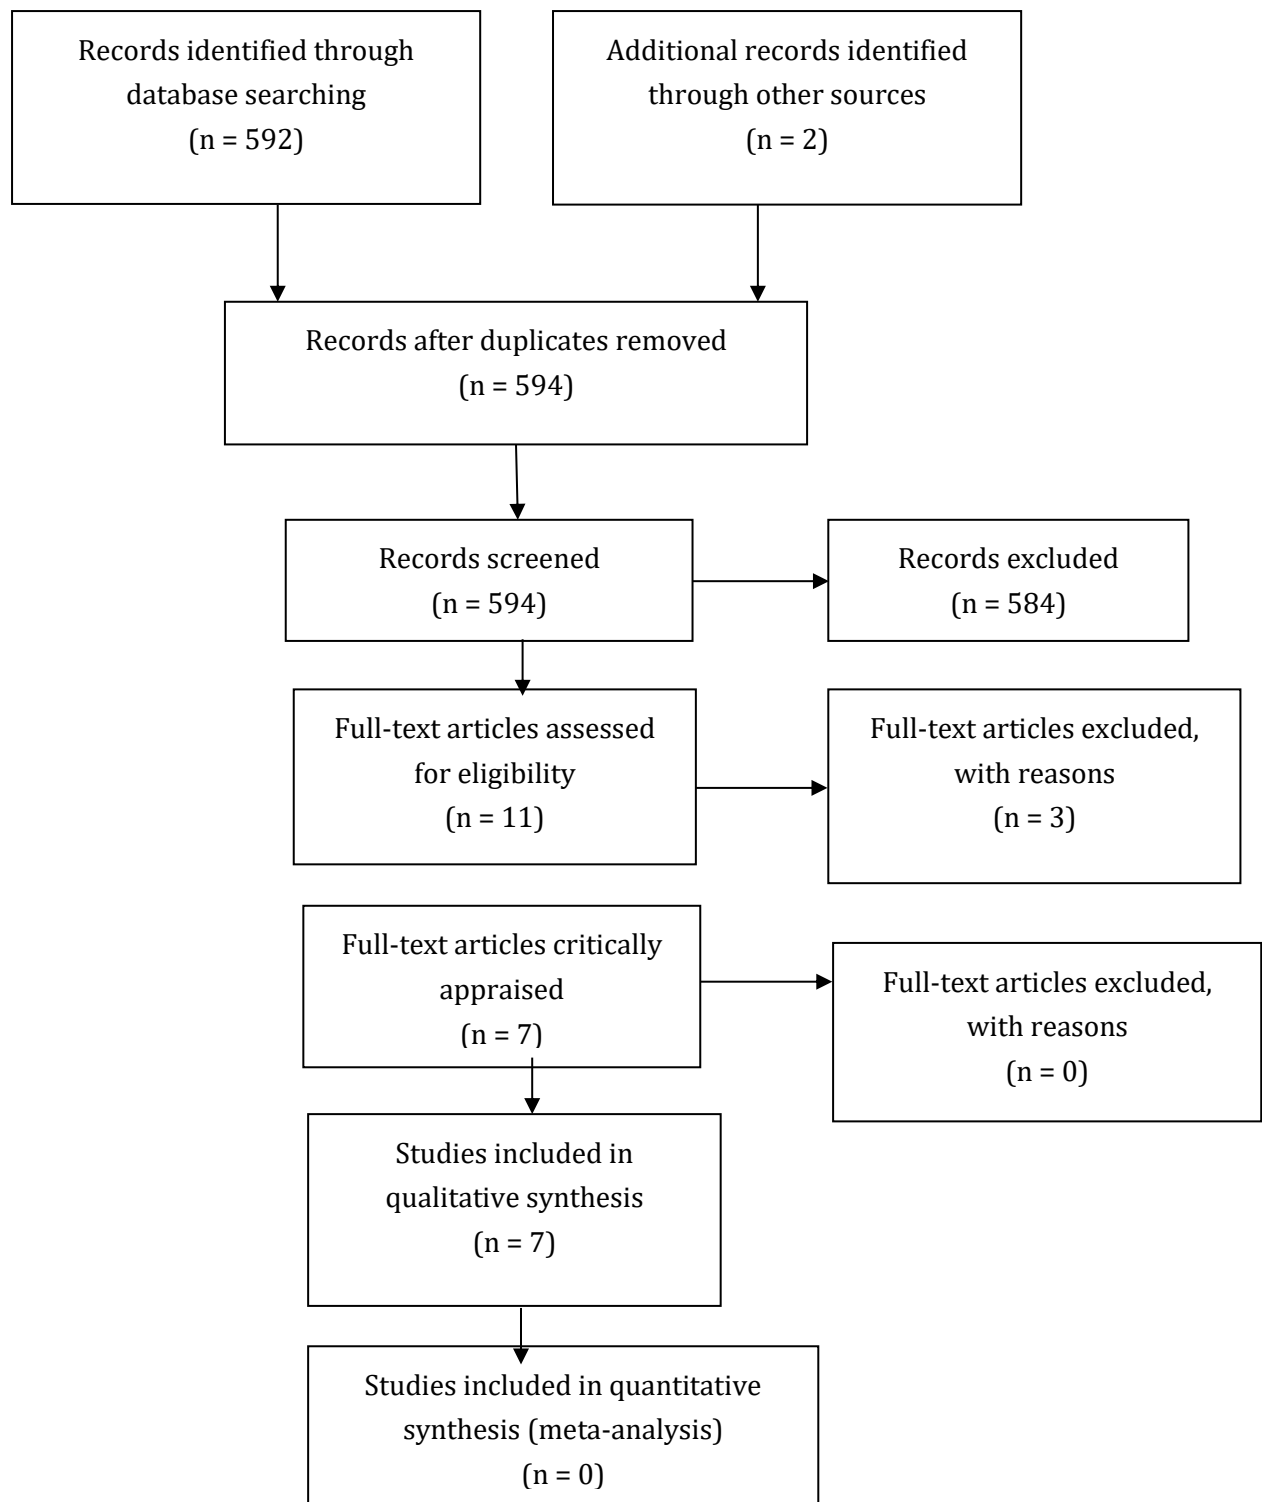 Records identified through
database searching
(n = 592)
Additional records identified
through other sources
(n = 2)
Records after duplicates removed
(n = 594)
Records screened
(n = 594)
Records excluded
(n = 584)
Full-text articles assessed
for eligibility
(n = 11)
Full-text articles excluded,
with reasons
(n = 3)
Full-text articles critically
appraised
(n = 7)
Full-text articles excluded,
with reasons
(n = 0)
Studies included in
qualitative synthesis
(n = 7)
Studies included in quantitative
synthesis (meta-analysis)
(n = 0)